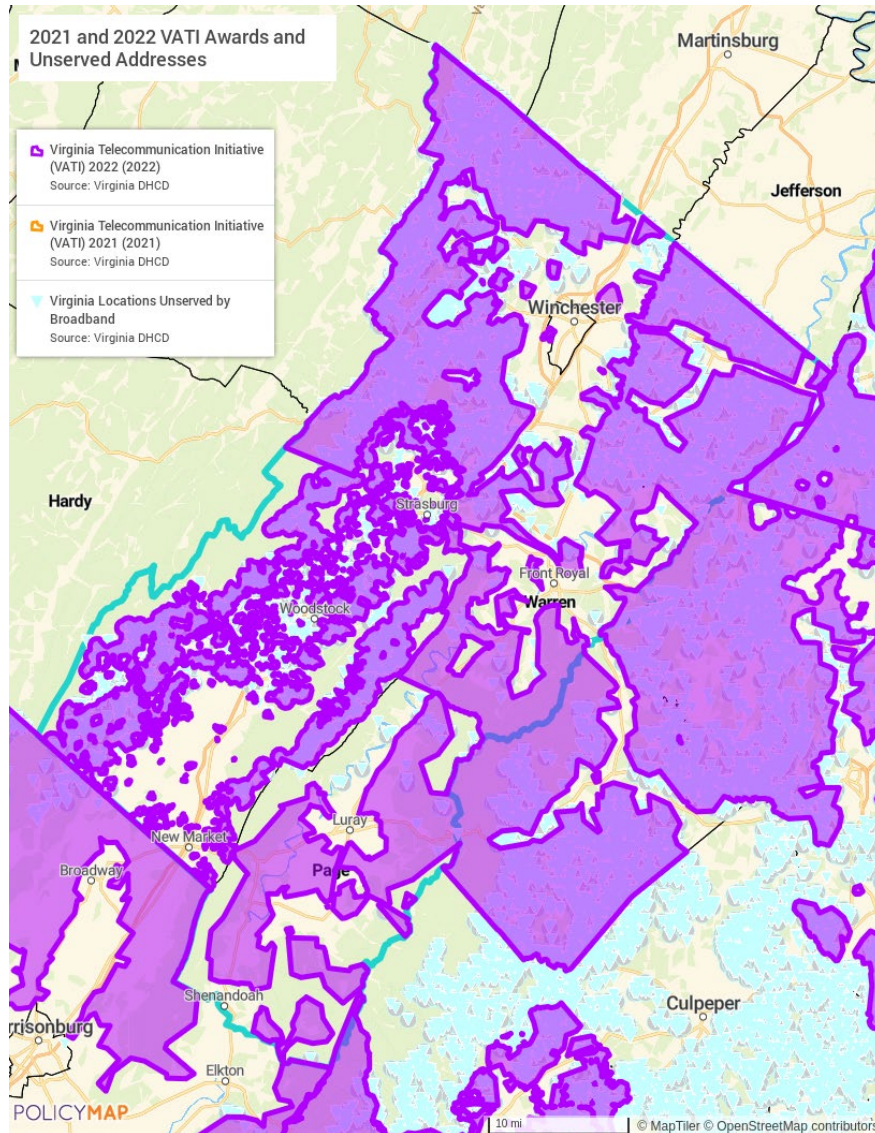 2021 and 2022 VATI Awards and
Unserved Addresses
Martinsburg
Virginia Telecommunication Initiative
(VATI) 2022 (2022)
Source: Virginia DHCD
Jefferson
Virginia Telecommunication Initiative
(VATI) 2021 (2021)
Source: Virginia DHCD
Virginia Locations Unserved by
Broadband
Source: Virginia DHCD
Winchester
Hardy
Strasburg
Front Royal
Warren
Woodstock
Luray
New Market
Broadway
Page
Shenandoah
Culpeper
rrisonburg
Elkton
POLICYMAP
10 mi
© MapTiler © OpenStreetMap contributors